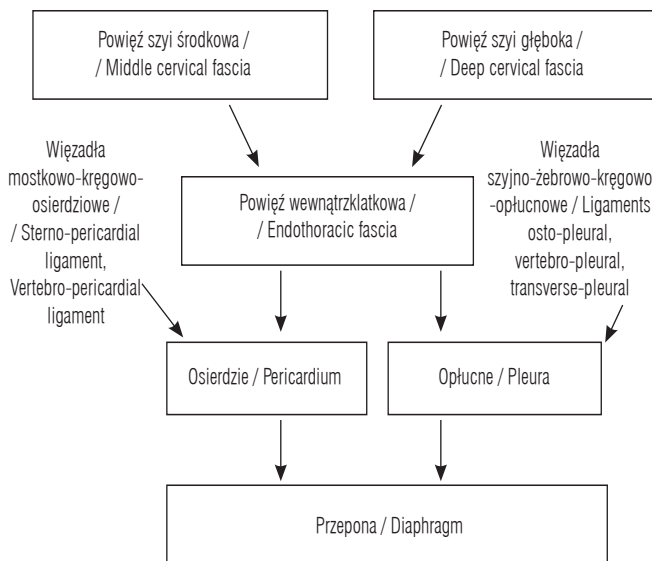 Powięź szyi środkowa /
/ Middle cervical fascia
Powięź szyi głęboka /
/ Deep cervical fascia
Więzadła
mostkowo-kręgowo-
osierdziowe /
/ Sterno-pericardial
ligament,
Vertebro-pericardial
ligament
Powięź wewnątrzklatkowa /
/ Endothoracic fascia
Więzadła
szyjno-żebrowo-kręgowo
-opłucnowe / Ligaments
osto-pleural,
vertebro-pleural,
transverse-pleural
Osierdzie / Pericardium
Opłucne / Pleura
Przepona / Diaphragm